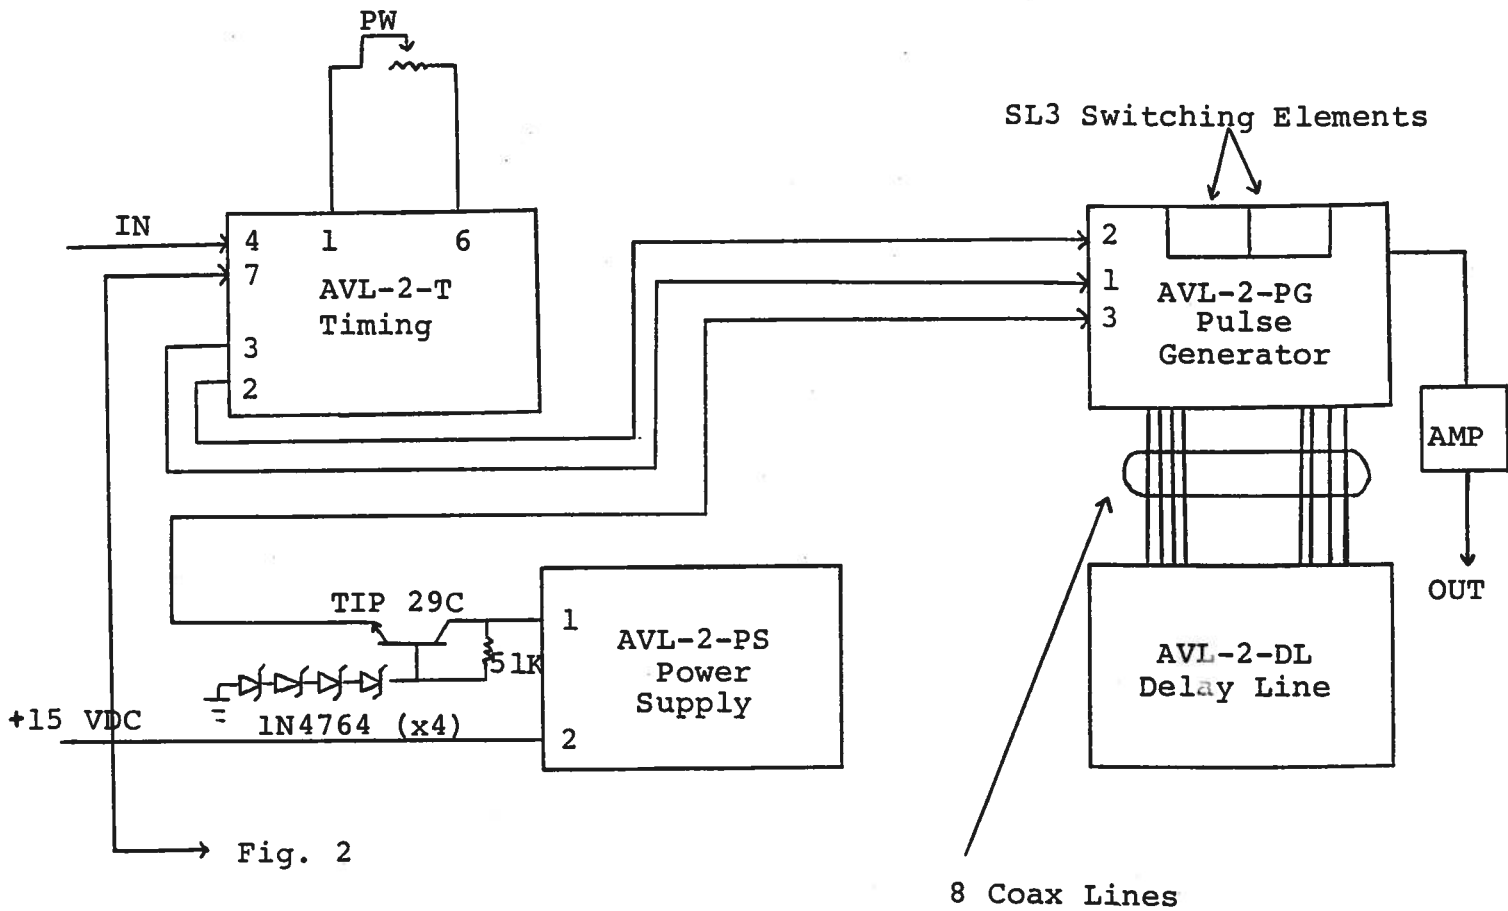 PW
SL3 Switching Elements
IN
4 1 6
7
AVL-2-T
Timing
3
2
2
1
3
AVL-2-PG
Pulse
Generator
AMP
OUT
TIP 29C
51K
1N4764 (x4)
+15 VDC
1
2
AVL-2-PS
Power
Supply
AVL-2-DL
Delay Line
Fig. 2
8 Coax Lines